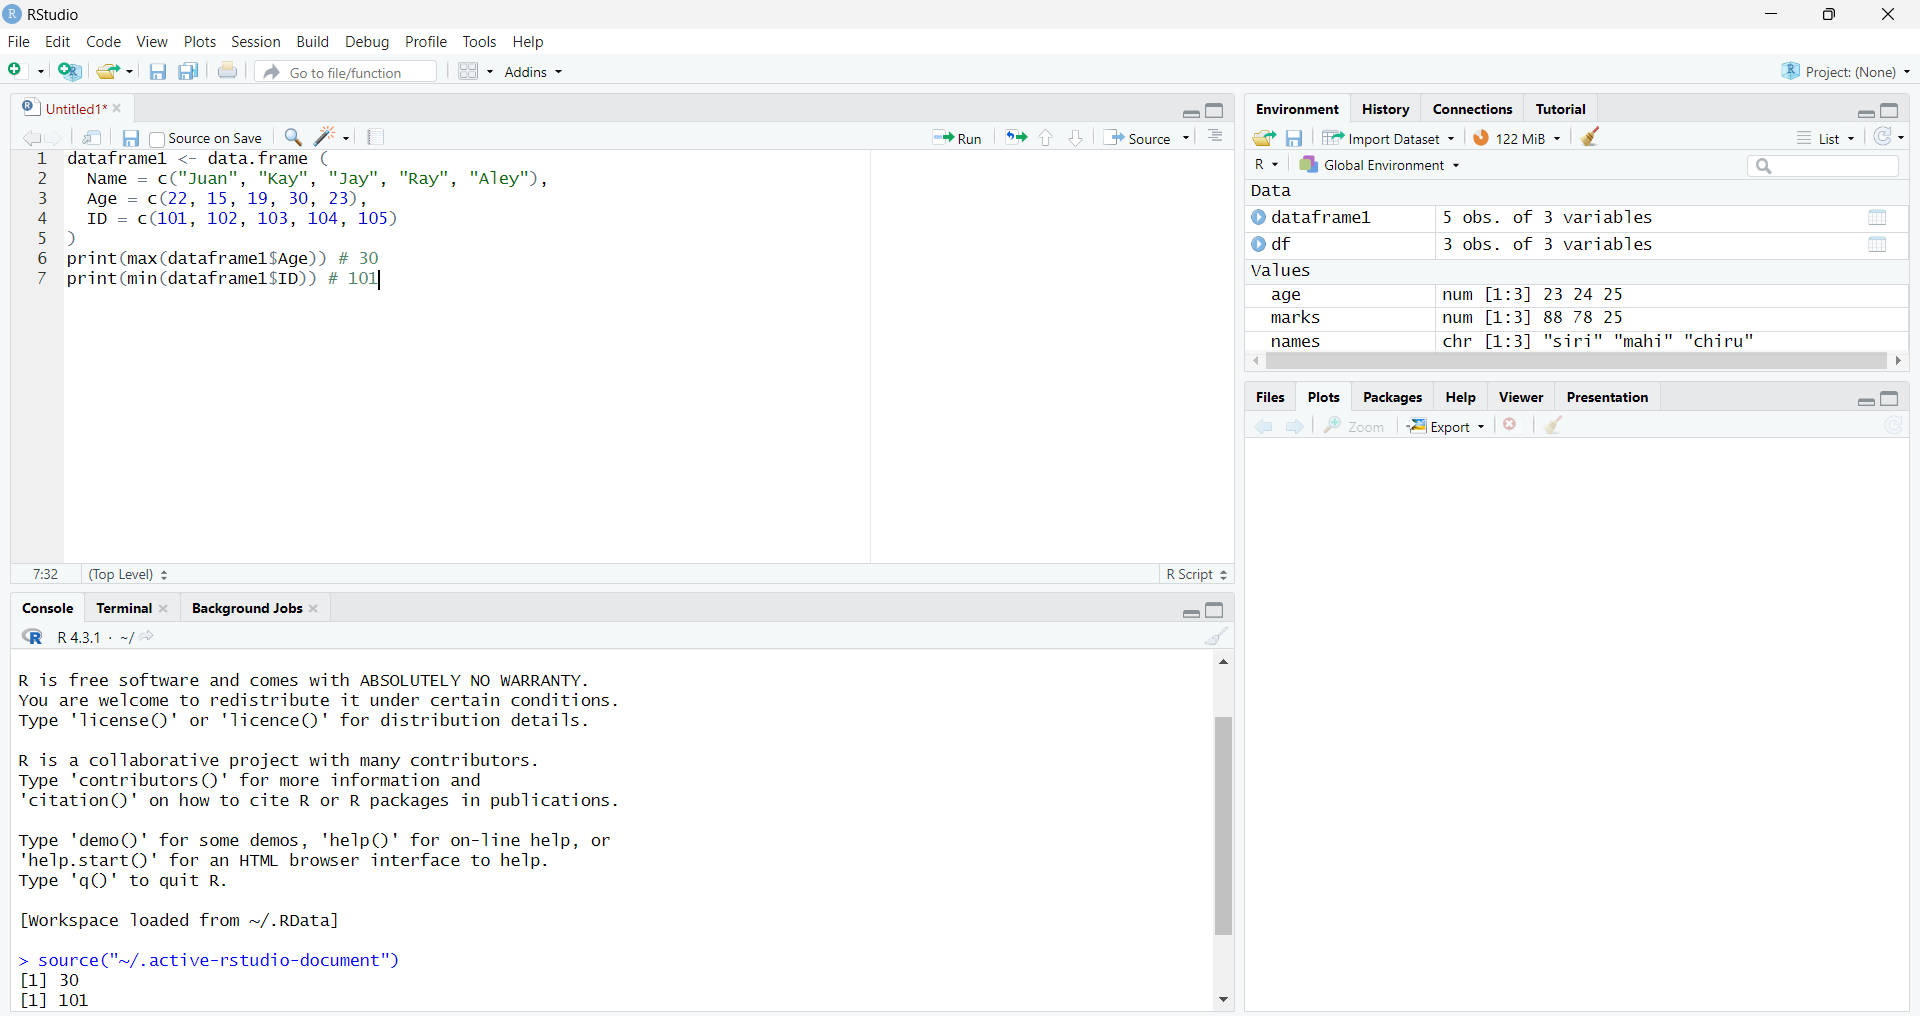 RStudio
File Edit Code View Plots Session Build Debug Profile Tools Help
Go to file/function Addins Project: (None)
Untitled1*
Source on Save Run Source
1 dataframe1 <- data.frame (
2 Name = c("Juan", "Kay", "Jay", "Ray", "Aley"),
3 Age = c(22, 15, 19, 30, 23),
4 ID = c(101, 102, 103, 104, 105)
5 )
6 print(max(dataframe1$Age)) # 30
7 print(min(dataframe1$ID)) # 101
7:32 (Top Level) R Script
Console Terminal Background Jobs
R 4.3.1 · ~/
R is free software and comes with ABSOLUTELY NO WARRANTY.
You are welcome to redistribute it under certain conditions.
Type 'license()' or 'licence()' for distribution details.
R is a collaborative project with many contributors.
Type 'contributors()' for more information and
'citation()' on how to cite R or R packages in publications.
Type 'demo()' for some demos, 'help()' for on-line help, or
'help.start()' for an HTML browser interface to help.
Type 'q()' to quit R.
[Workspace loaded from ~/.RData]
> source("~/.active-rstudio-document")
[1] 30
[1] 101
Environment History Connections Tutorial
Import Dataset 122 MiB List
R Global Environment
Data
dataframe1 5 obs. of 3 variables
df 3 obs. of 3 variables
Values
age num [1:3] 23 24 25
marks num [1:3] 88 78 25
names chr [1:3] "siri" "mahi" "chiru"
Files Plots Packages Help Viewer Presentation
Zoom Export